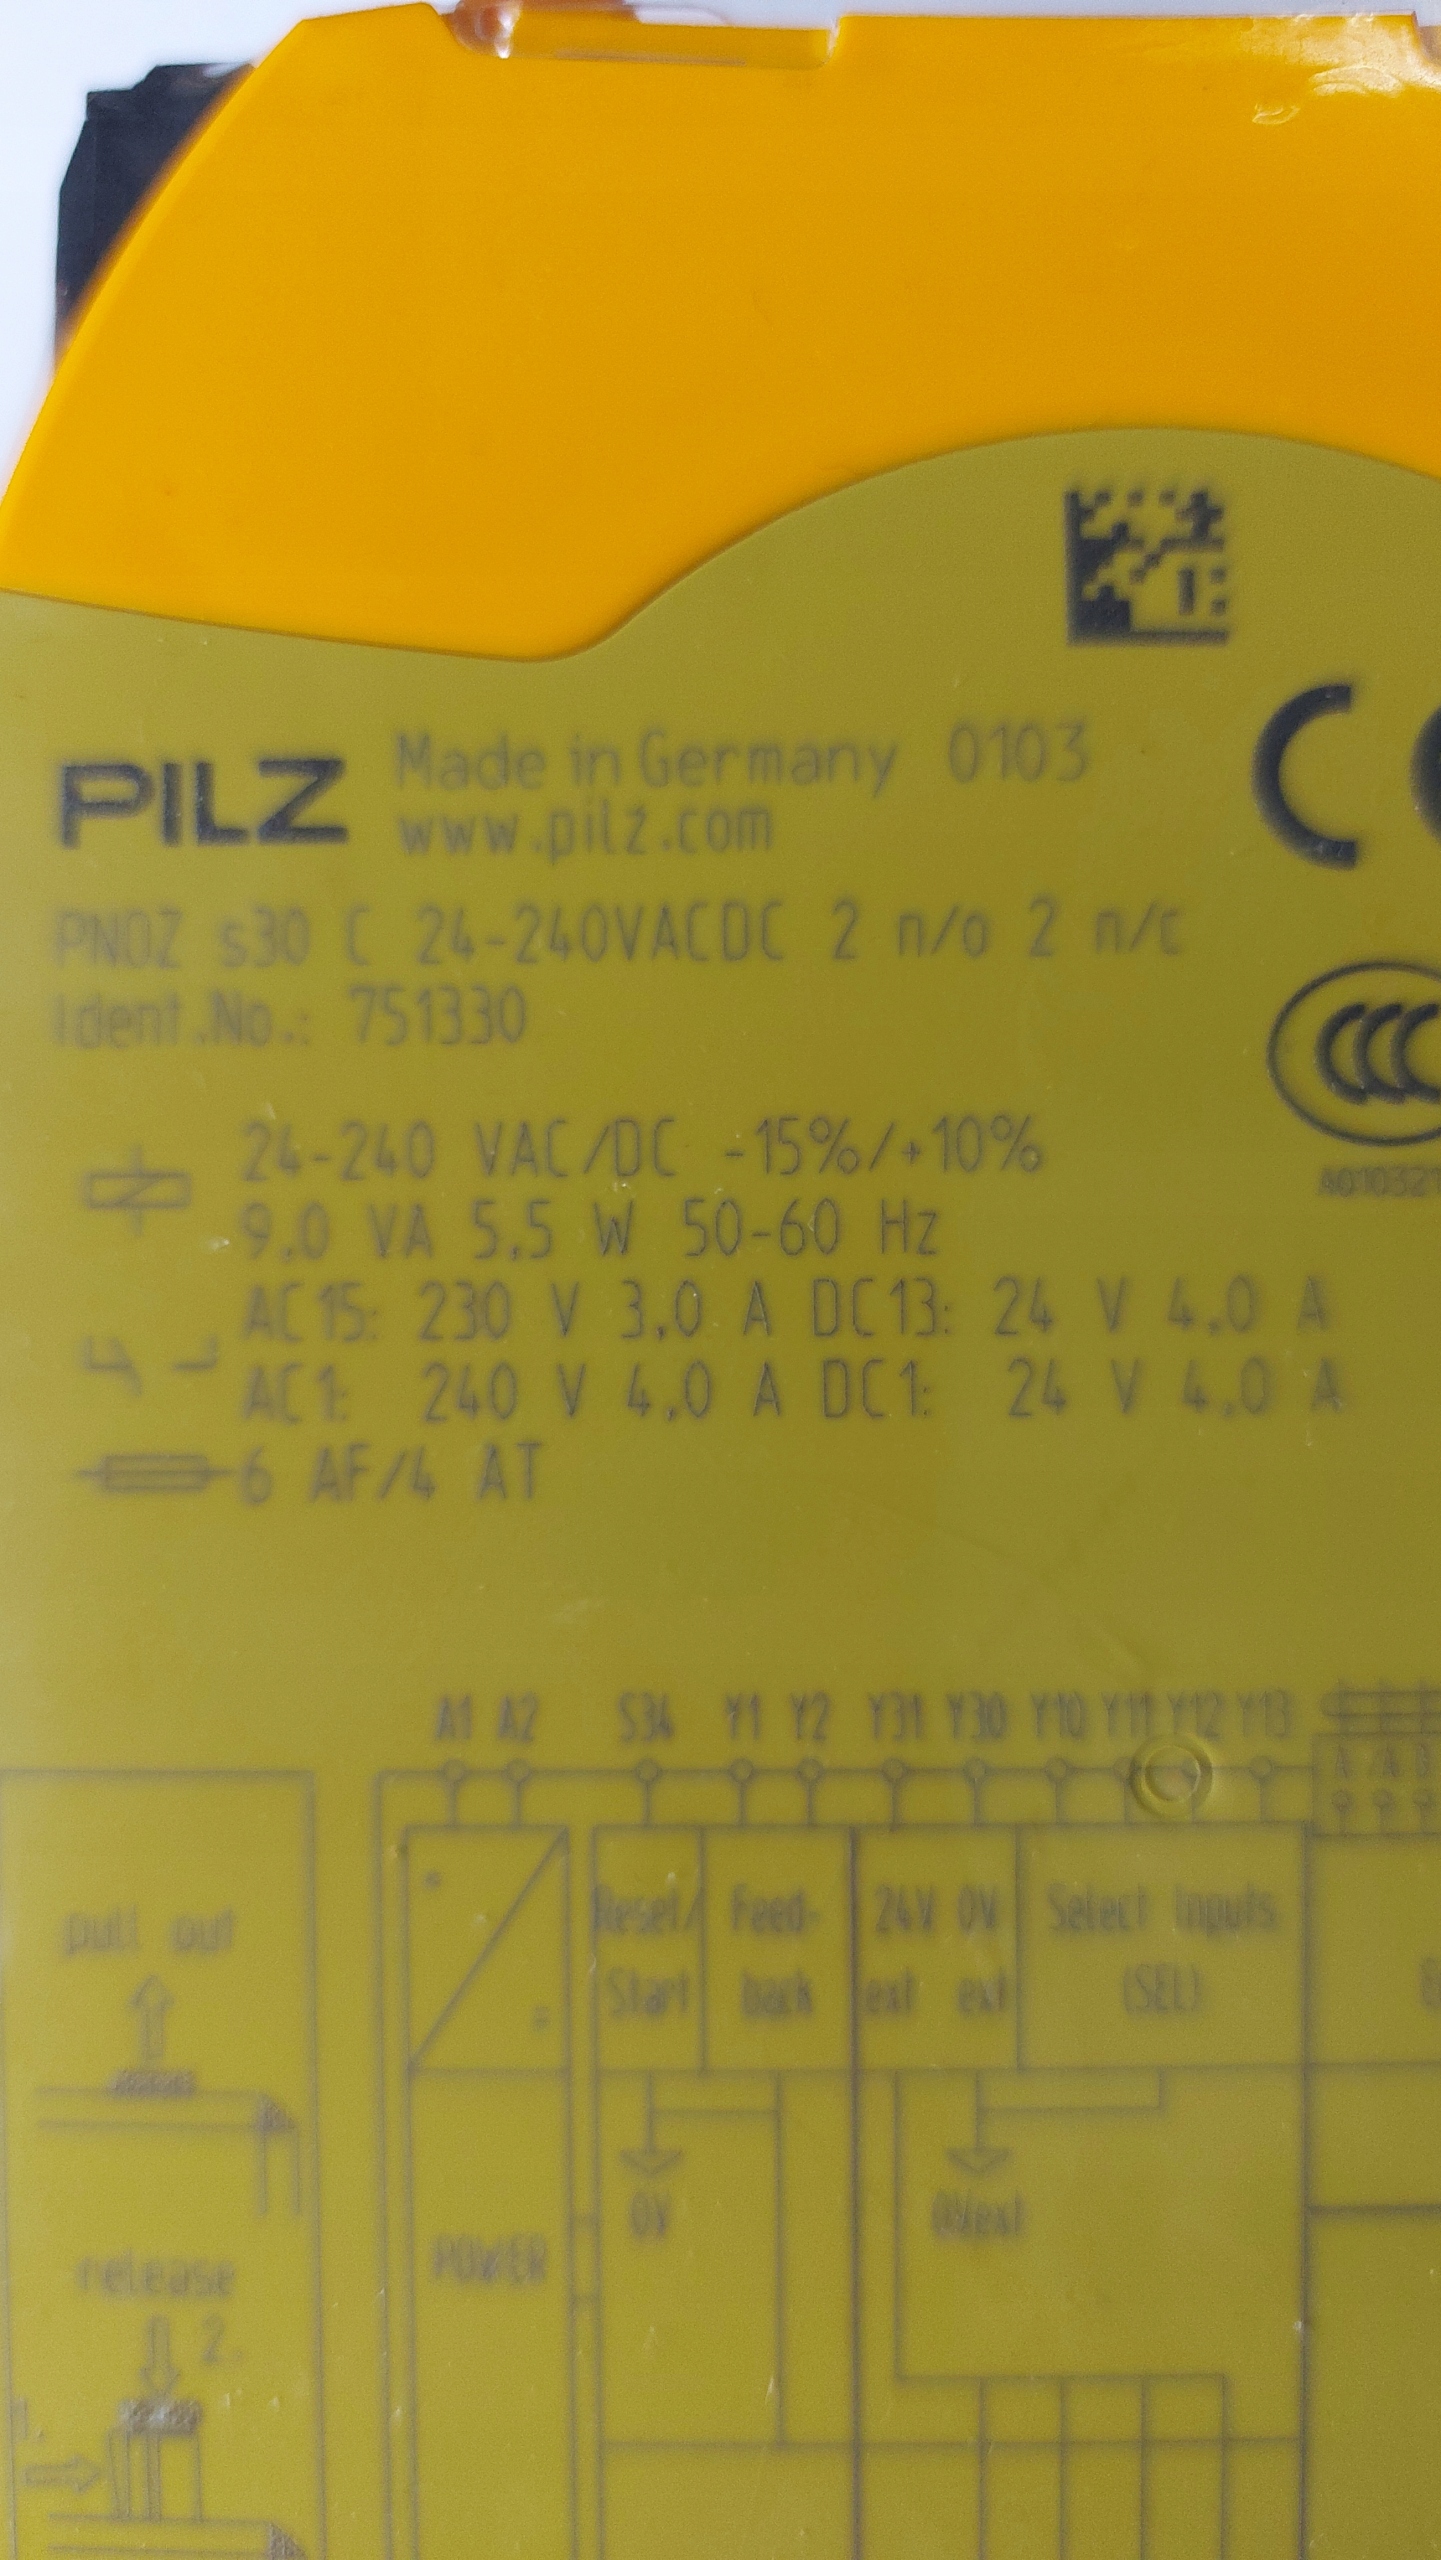 PILZ Made in Germany 0103
www.pilz.com
PNOZ s30 C 24-240VACDC 2 n/o 2 n/c
Ident.No.: 751330
24-240 VAC/DC -15%/+10%
9,0 VA 5,5 W 50-60 Hz
AC15: 230 V 3,0 A DC13: 24 V 4,0 A
AC1: 240 V 4,0 A DC1: 24 V 4,0 A
6 AF/4 AT
CCC
A010321
A1 A2 S34 Y1 Y2 Y31 Y30 Y10 Y11 Y12 Y13
A /A B
Reset/ Feed- 24V 0V Select Inputs
Start back ext ext (SEL)
pull out
0V 0Vext
POWER
release
2.
1.